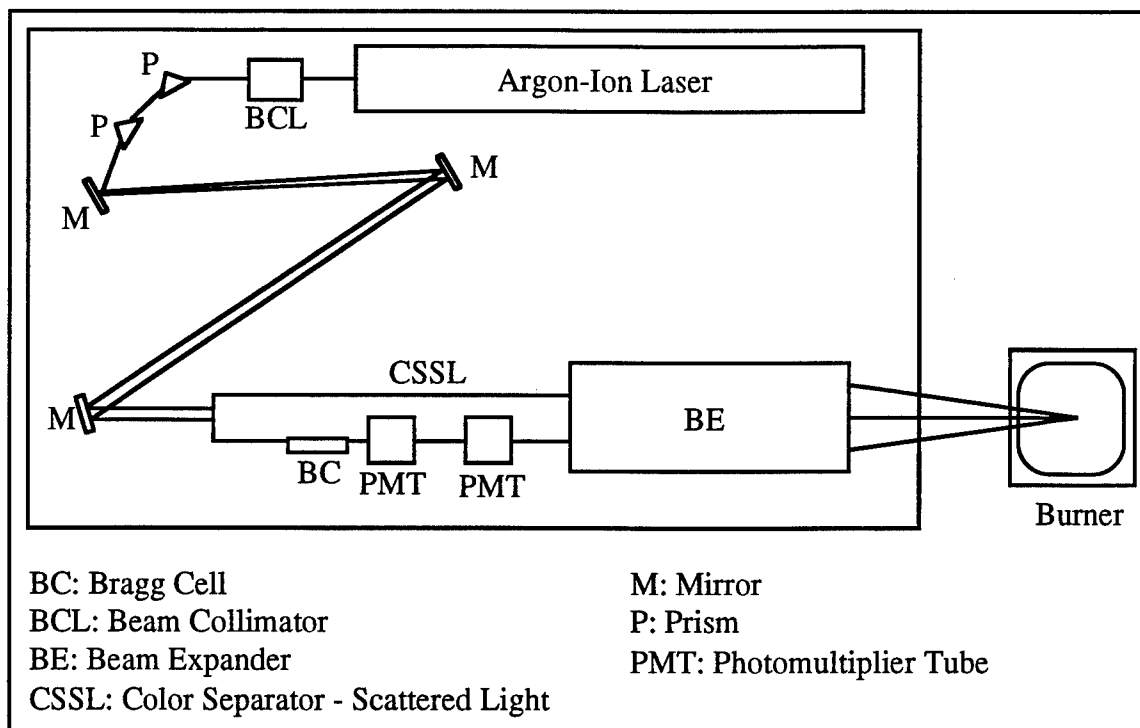 P
Argon-Ion Laser
BCL
P
M
M
CSSL
M
BE
BC
PMT
PMT
Burner
BC: Bragg Cell
BCL: Beam Collimator
BE: Beam Expander
CSSL: Color Separator - Scattered Light
M: Mirror
P: Prism
PMT: Photomultiplier Tube